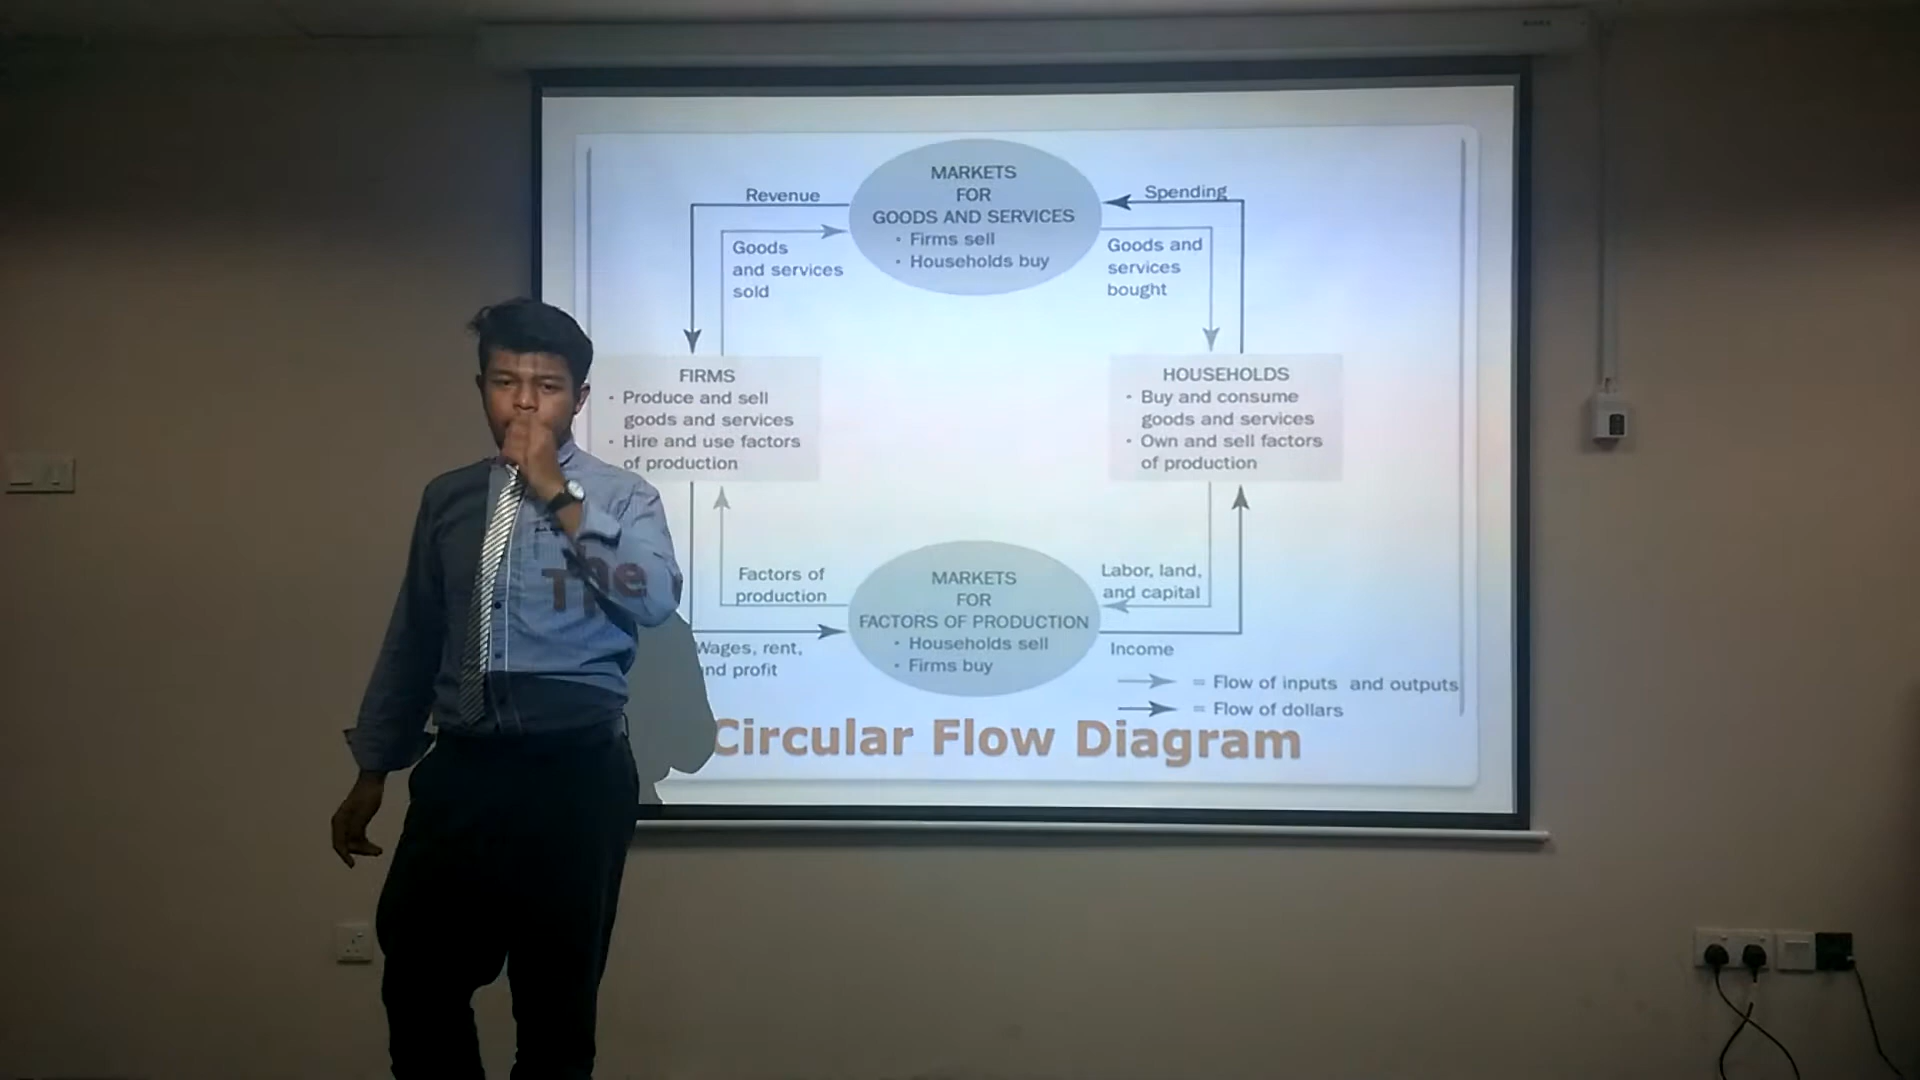 MARKETS
FOR
GOODS AND SERVICES
• Firms sell
• Households buy
Revenue
Spending
Goods
and services
sold
Goods and
services
bought
FIRMS
• Produce and sell
goods and services
• Hire and use factors
of production
HOUSEHOLDS
• Buy and consume
goods and services
• Own and sell factors
of production
Factors of
production
Labor, land,
and capital
MARKETS
FOR
FACTORS OF PRODUCTION
• Households sell
• Firms buy
Wages, rent,
and profit
Income
= Flow of inputs and outputs
= Flow of dollars
The Circular Flow Diagram